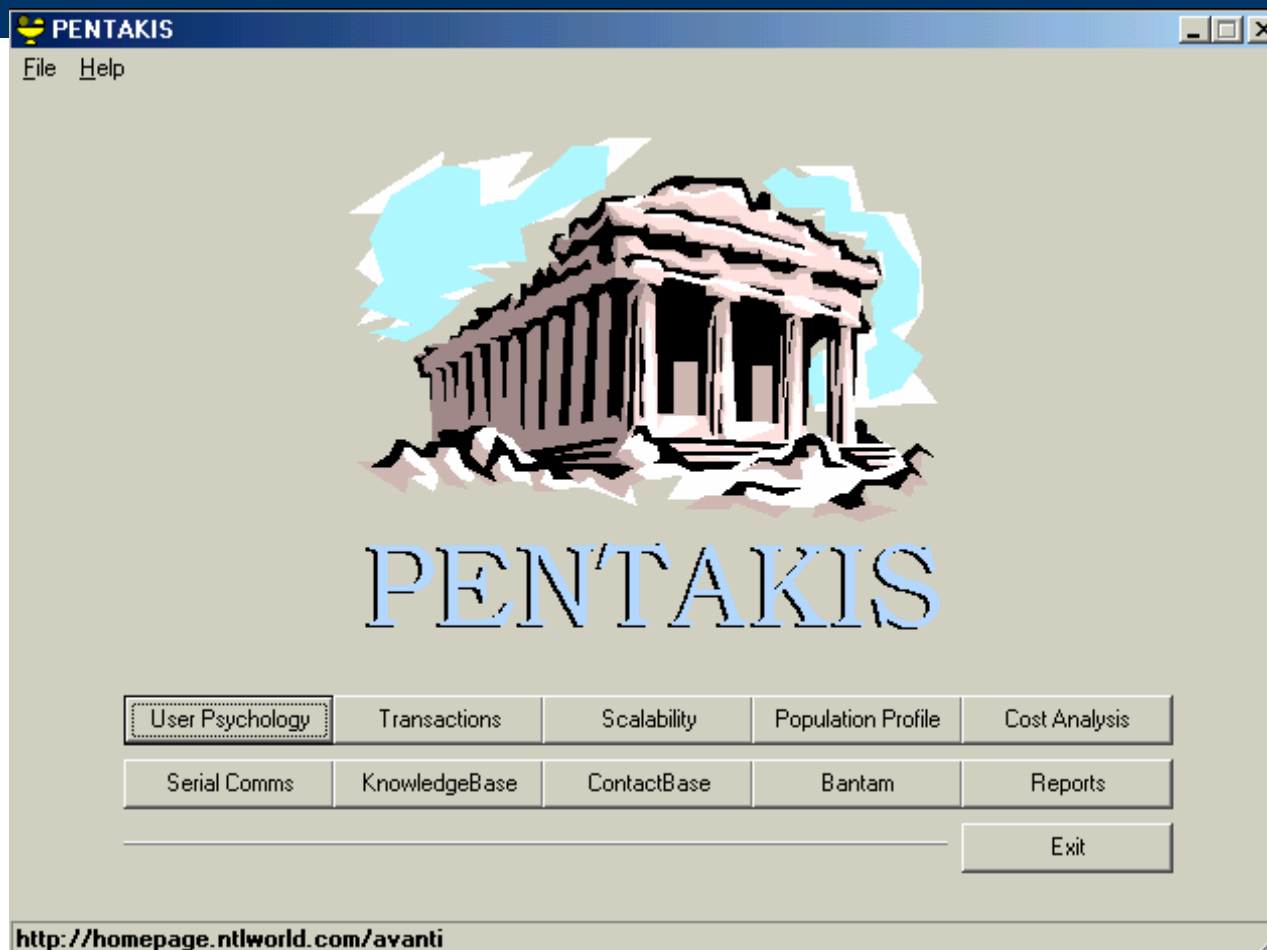 PENTAKIS
File Help
PENTAKIS
User Psychology Transactions Scalability Population Profile Cost Analysis
Serial Comms KnowledgeBase ContactBase Bantam Reports
Exit
http://homepage.ntlworld.com/avanti